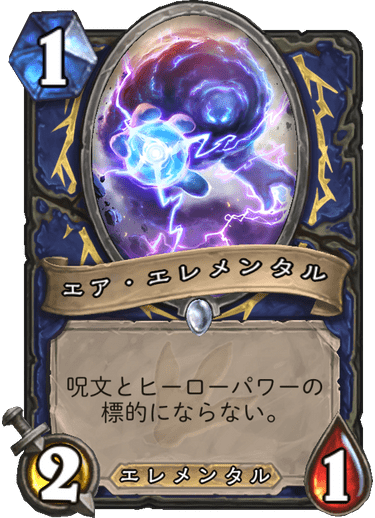 1
エア・エレメンタル
呪文とヒーローパワーの
標的にならない。
2
エレメンタル
1